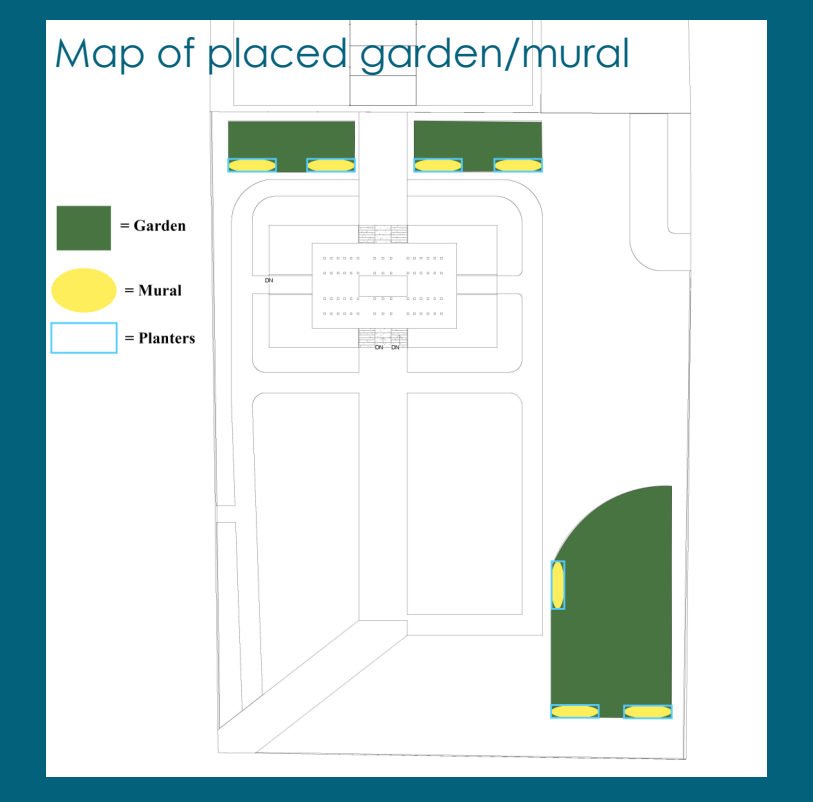 Map of placed garden/mural
= Garden
DN
= Mural
= Planters
DN DN